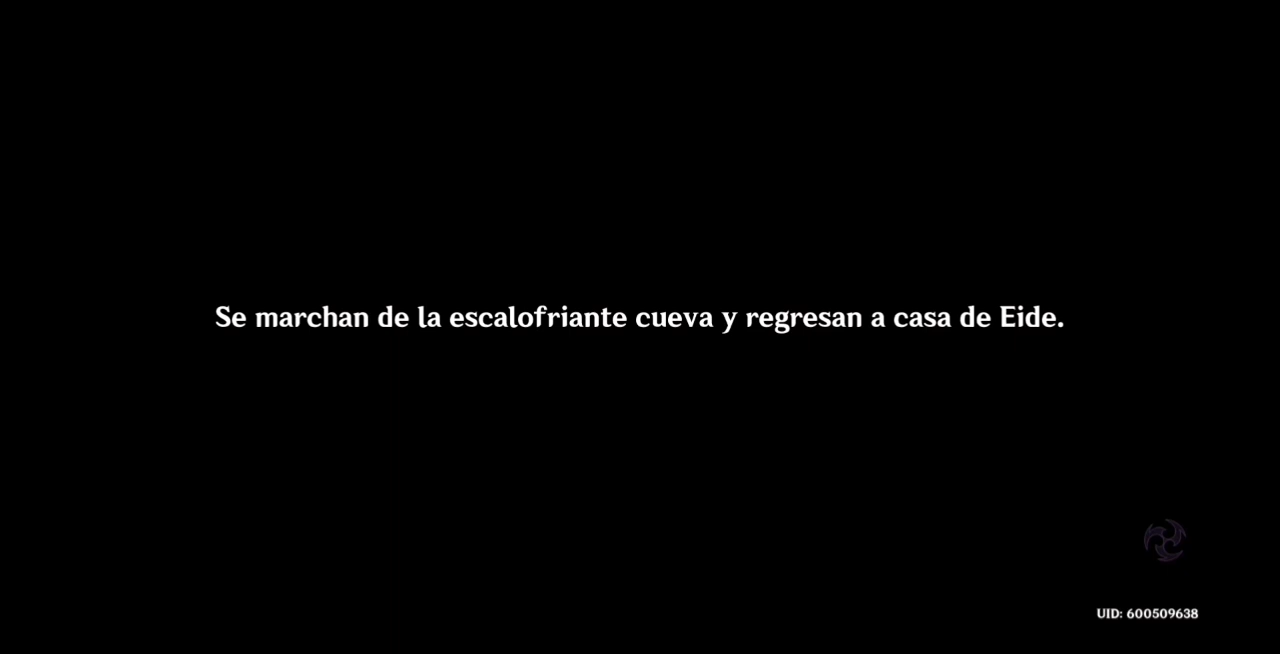 Se marchan de la escalofriante cueva y regresan a casa de Eide.
UID: 600509638